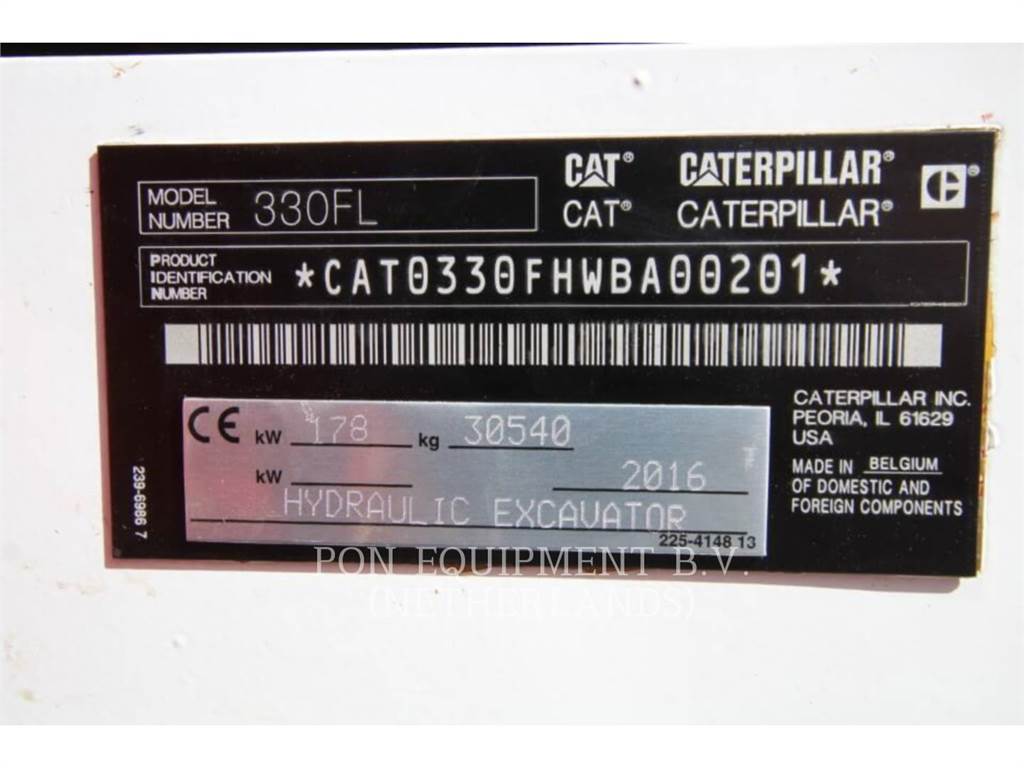 CAT® CATERPILLAR®
MODEL NUMBER 330FL
CAT® CATERPILLAR®
PRODUCT IDENTIFICATION NUMBER
*CAT0330FHWBA00201*
CATERPILLAR INC.
PEORIA, IL 61629
USA
MADE IN BELGIUM
OF DOMESTIC AND
FOREIGN COMPONENTS
CE kW 178 kg 30540
kW 2016
HYDRAULIC EXCAVATOR
225-4148 13
239-6986 7
PON EQUIPMENT B.V.
(NETHERLANDS)